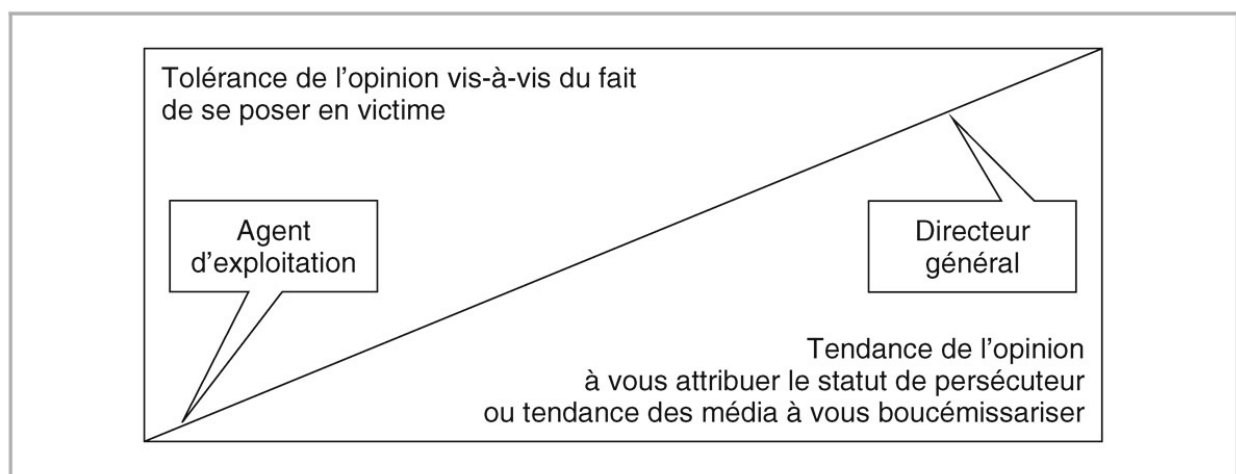 Tolérance de l’opinion vis-à-vis du fait
de se poser en victime
Agent
d’exploitation
Directeur
général
Tendance de l’opinion
à vous attribuer le statut de persécuteur
ou tendance des média à vous boucémissariser